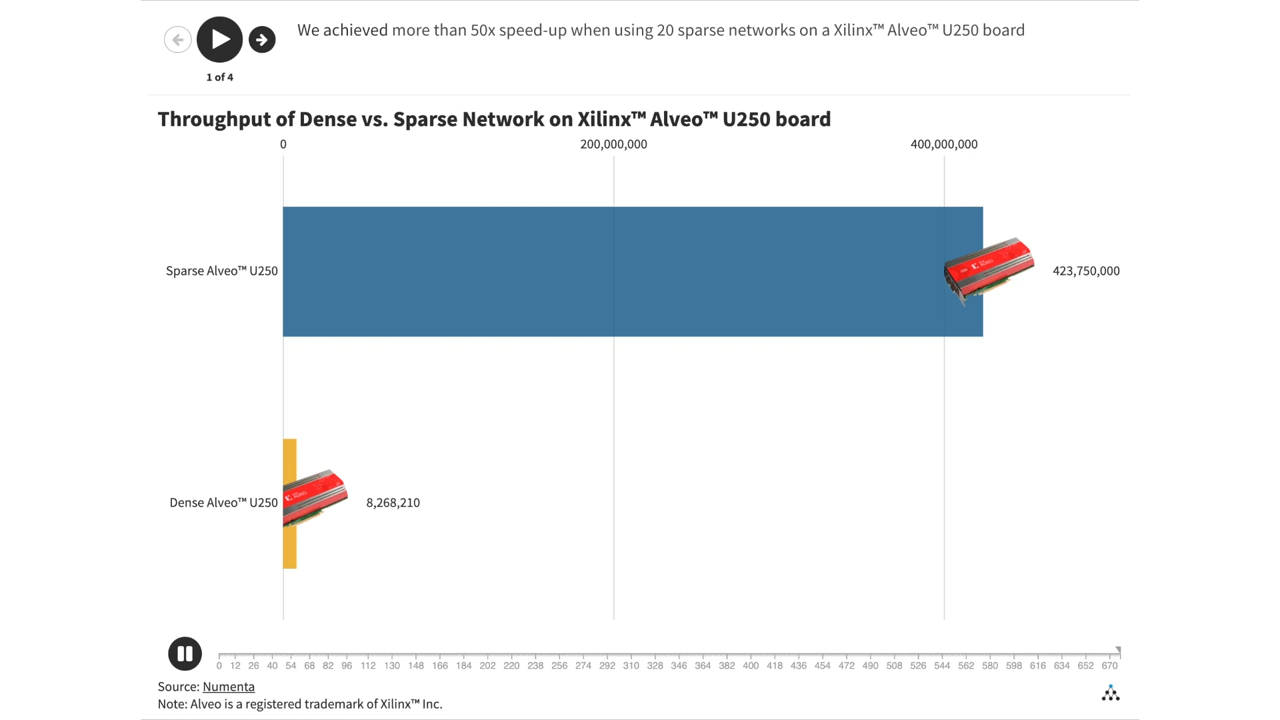 We achieved more than 50x speed-up when using 20 sparse networks on a Xilinx™ Alveo™ U250 board
1 of 4
Throughput of Dense vs. Sparse Network on Xilinx™ Alveo™ U250 board
0 200,000,000 400,000,000
Sparse Alveo™ U250 423,750,000
Dense Alveo™ U250 8,268,210
0 12 26 40 54 68 82 96 112 130 148 166 184 202 220 238 256 274 292 310 328 346 364 382 400 418 436 454 472 490 508 526 544 562 580 598 616 634 652 670
Source: Numenta
Note: Alveo is a registered trademark of Xilinx™ Inc.